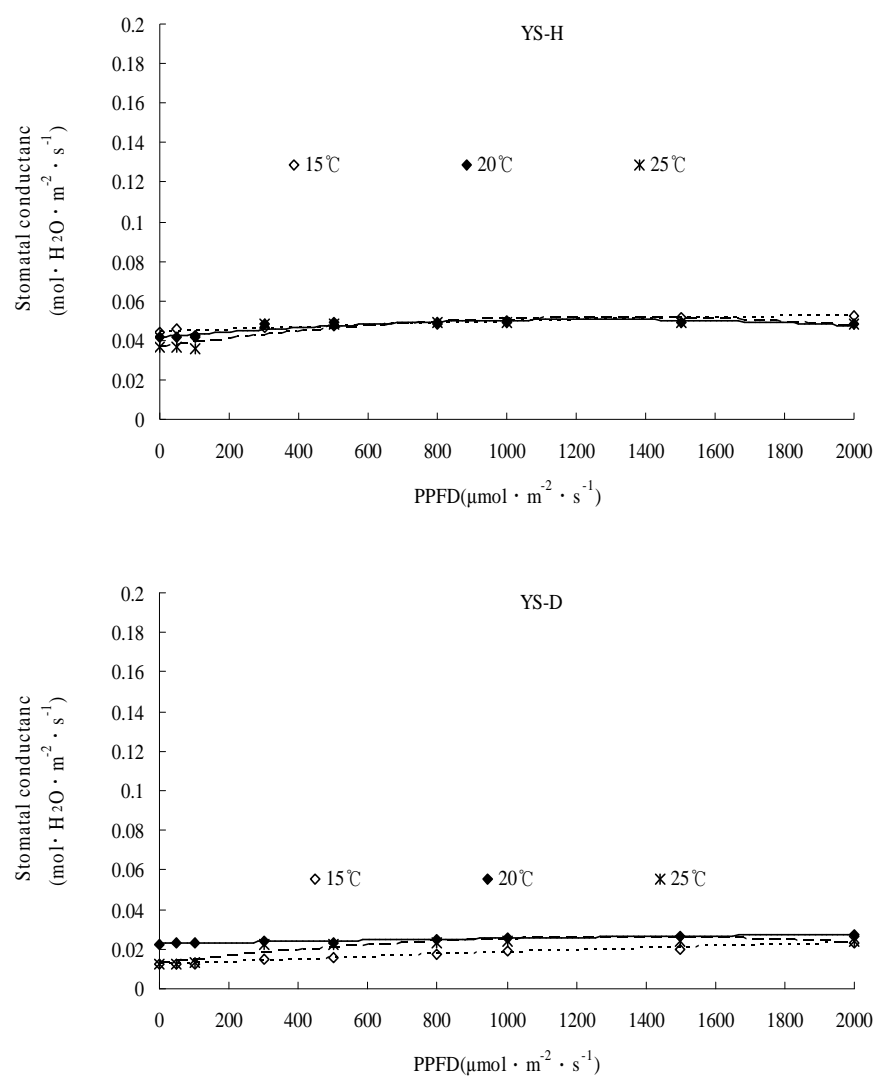 YS-H
Stomatal conductanc
(mol· H2O · m-2 · s-1)
0.2
0.18
0.16
0.14
0.12
0.1
0.08
0.06
0.04
0.02
0
15℃ 20℃ 25℃
0 200 400 600 800 1000 1200 1400 1600 1800 2000
PPFD(μmol · m-2 · s-1)
YS-D
Stomatal conductanc
(mol· H2O · m-2 · s-1)
0.2
0.18
0.16
0.14
0.12
0.1
0.08
0.06
0.04
0.02
0
15℃ 20℃ 25℃
0 200 400 600 800 1000 1200 1400 1600 1800 2000
PPFD(μmol · m-2 · s-1)